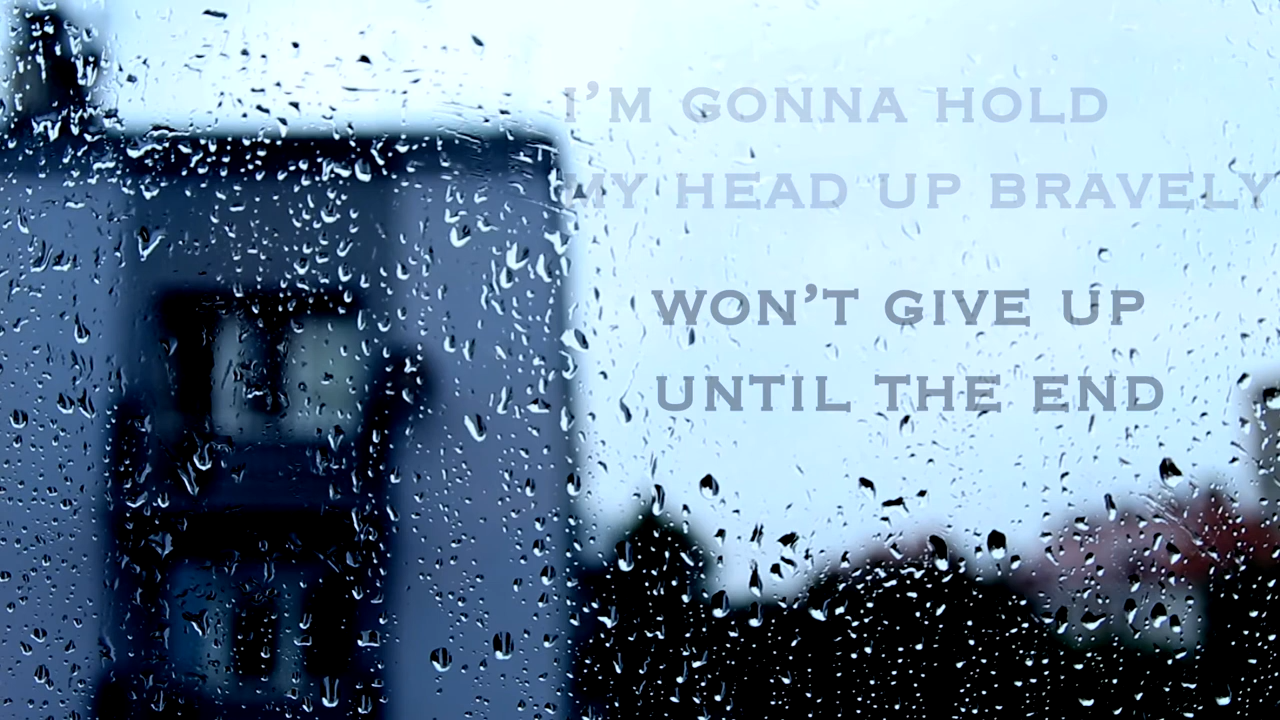 I'M GONNA HOLD
MY HEAD UP BRAVELY
WON'T GIVE UP
UNTIL THE END